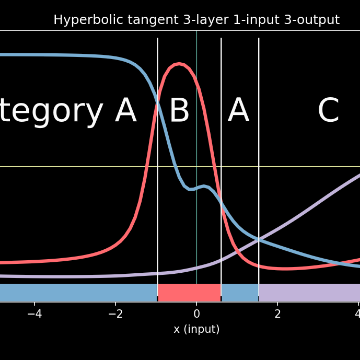 Hyperbolic tangent 3-layer 1-input 3-output
tegory A B A C
−4 −2 0 2 4
x (input)